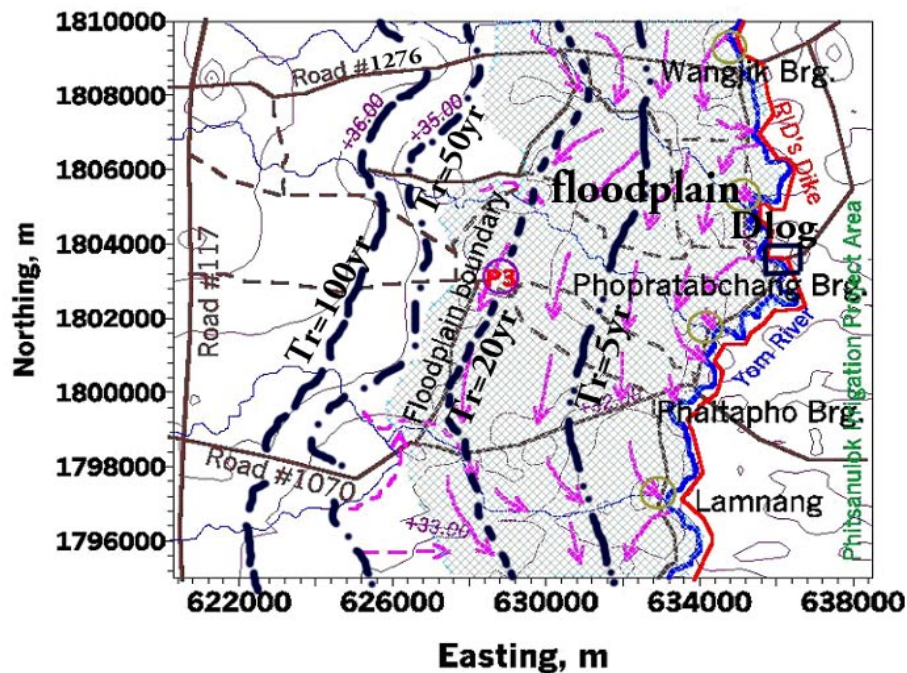 1810000
1808000
1806000
1804000
1802000
1800000
1798000
1796000
Northing, m
622000
626000
630000
634000
638000
Easting, m
Road #1276
Wangjik Brg.
+36.00
+35.00
Tr=50yr
RID's Dike
floodplain
Dlog
Road #117
Tr=100yr
Floodplain boundary
P3
Phopratabchang Brg.
Tr=20yr
Tr=5yr
Yom River
Phitsanulok Irrigation Project Area
+32.00
Phaitapho Brg.
Road #1070
Lamnang
+33.00